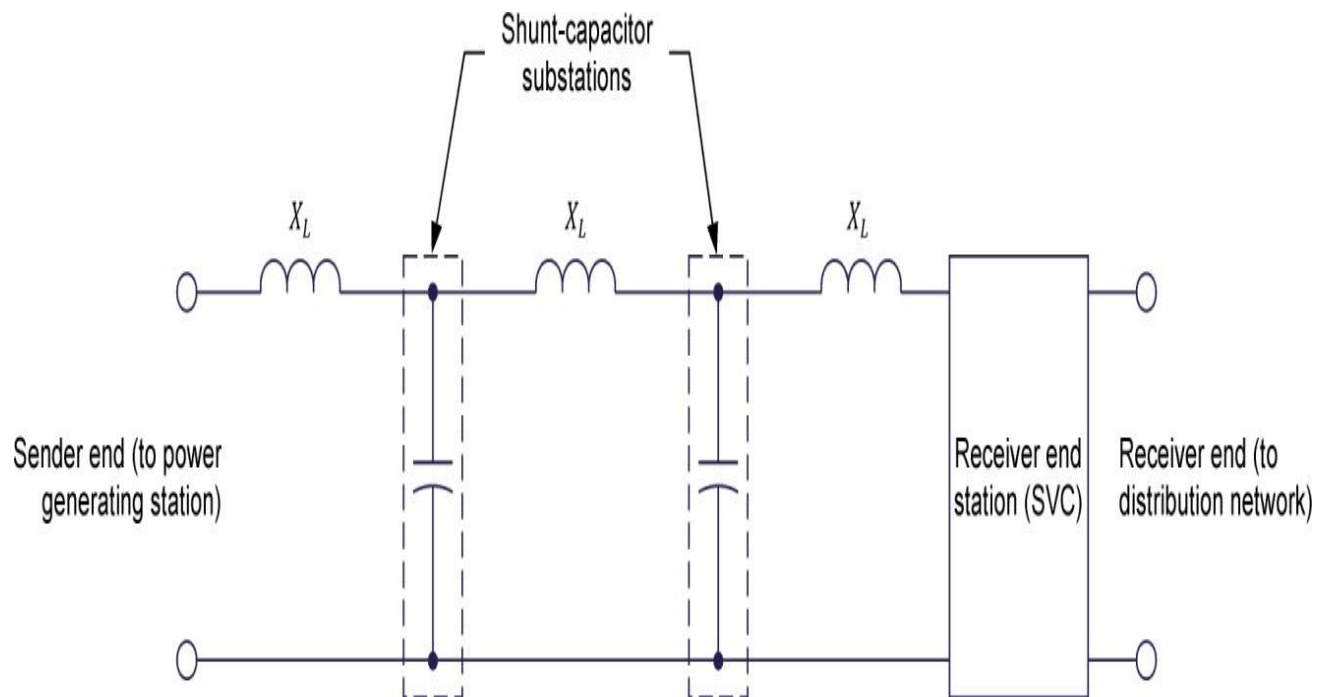 Shunt-capacitor
substations
X_L
X_L
X_L
Sender end (to power
generating station)
Receiver end
station (SVC)
Receiver end (to
distribution network)